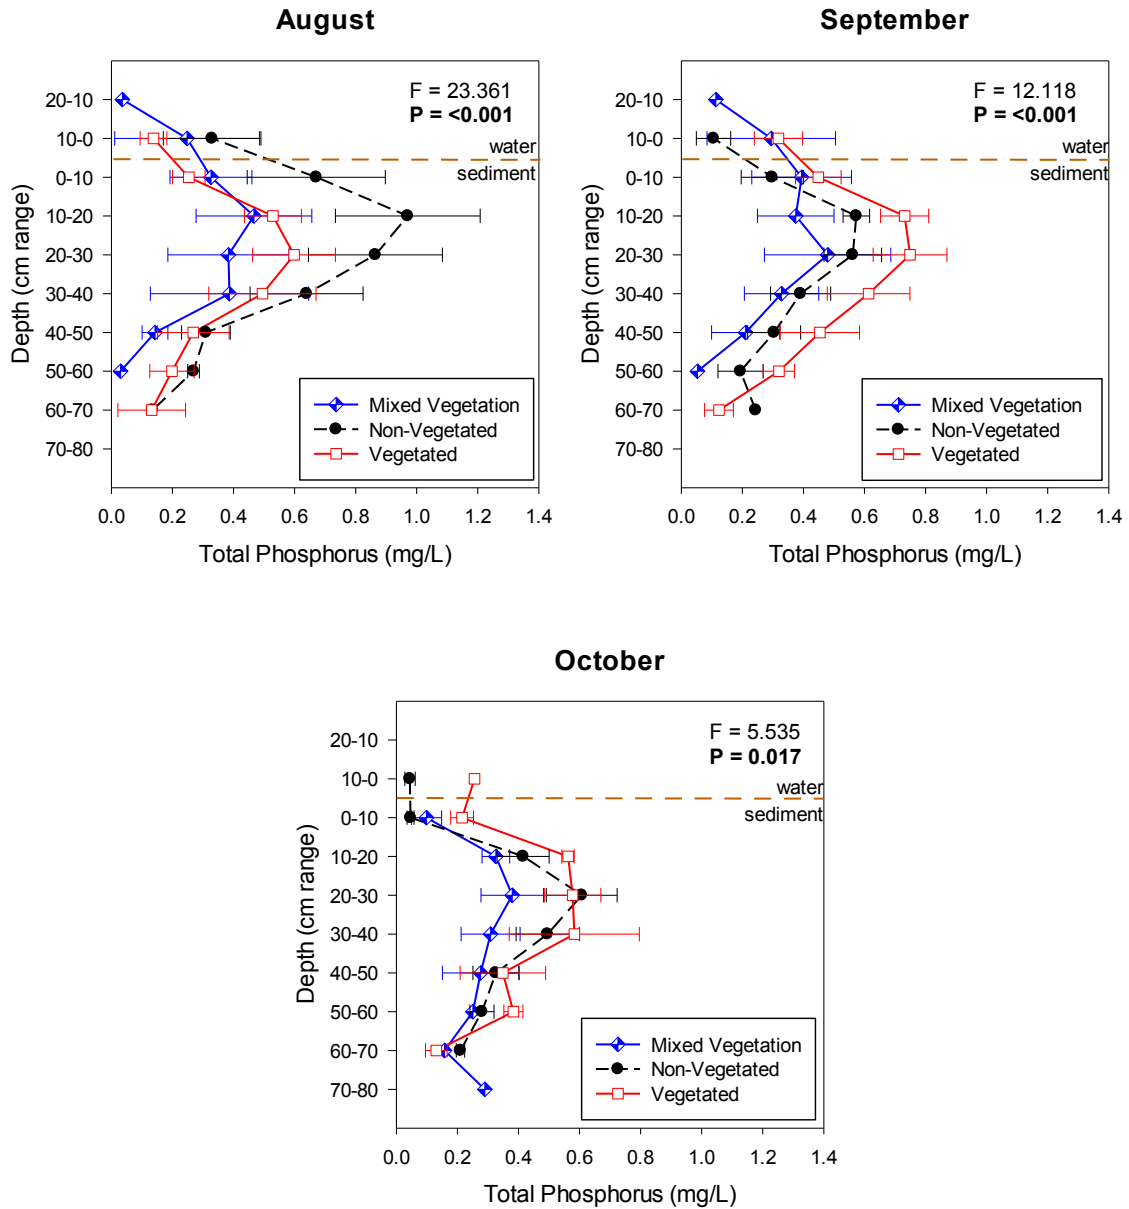 August
F = 23.361
P = <0.001
water
sediment
20-10
10-0
0-10
10-20
20-30
30-40
40-50
50-60
60-70
70-80
Depth (cm range)
Mixed Vegetation
Non-Vegetated
Vegetated
0.0 0.2 0.4 0.6 0.8 1.0 1.2 1.4
Total Phosphorus (mg/L)
September
F = 12.118
P = <0.001
water
sediment
20-10
10-0
0-10
10-20
20-30
30-40
40-50
50-60
60-70
70-80
Depth (cm range)
Mixed Vegetation
Non-Vegetated
Vegetated
0.0 0.2 0.4 0.6 0.8 1.0 1.2 1.4
Total Phosphorus (mg/L)
October
F = 5.535
P = 0.017
water
sediment
20-10
10-0
0-10
10-20
20-30
30-40
40-50
50-60
60-70
70-80
Depth (cm range)
Mixed Vegetation
Non-Vegetated
Vegetated
0.0 0.2 0.4 0.6 0.8 1.0 1.2 1.4
Total Phosphorus (mg/L)